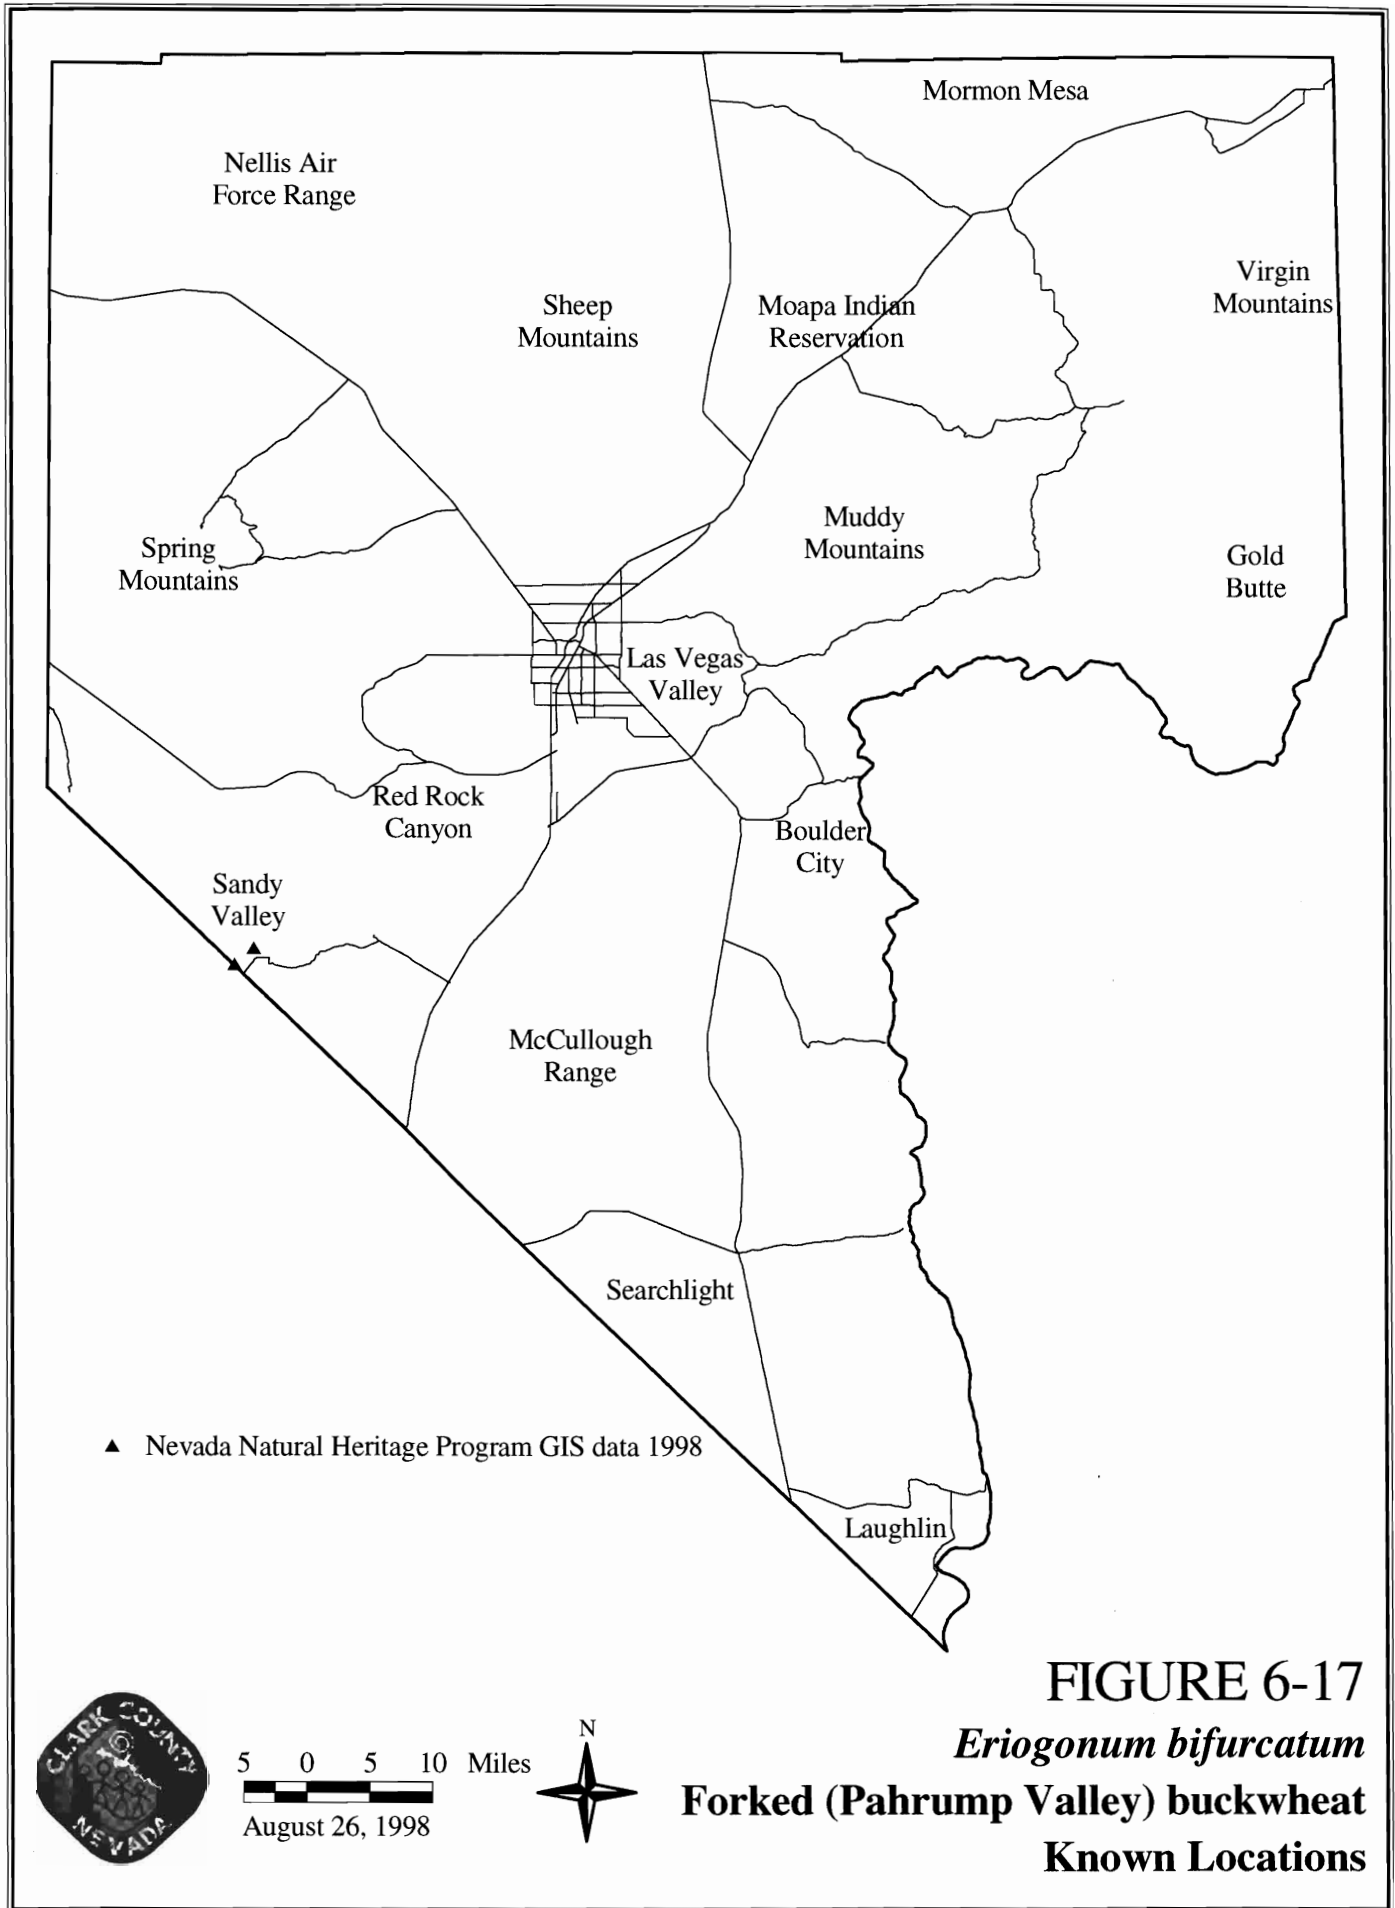 Mormon Mesa
Nellis Air
Force Range
Virgin
Mountains
Sheep
Mountains
Moapa Indian
Reservation
Muddy
Mountains
Spring
Mountains
Gold
Butte
Las Vegas
Valley
Red Rock
Canyon
Boulder
City
Sandy
Valley
McCullough
Range
Searchlight
▲ Nevada Natural Heritage Program GIS data 1998
Laughlin
FIGURE 6-17
Eriogonum bifurcatum
Forked (Pahrump Valley) buckwheat
Known Locations
CLARK COUNTY
NEVADA
5 0 5 10 Miles
August 26, 1998
N